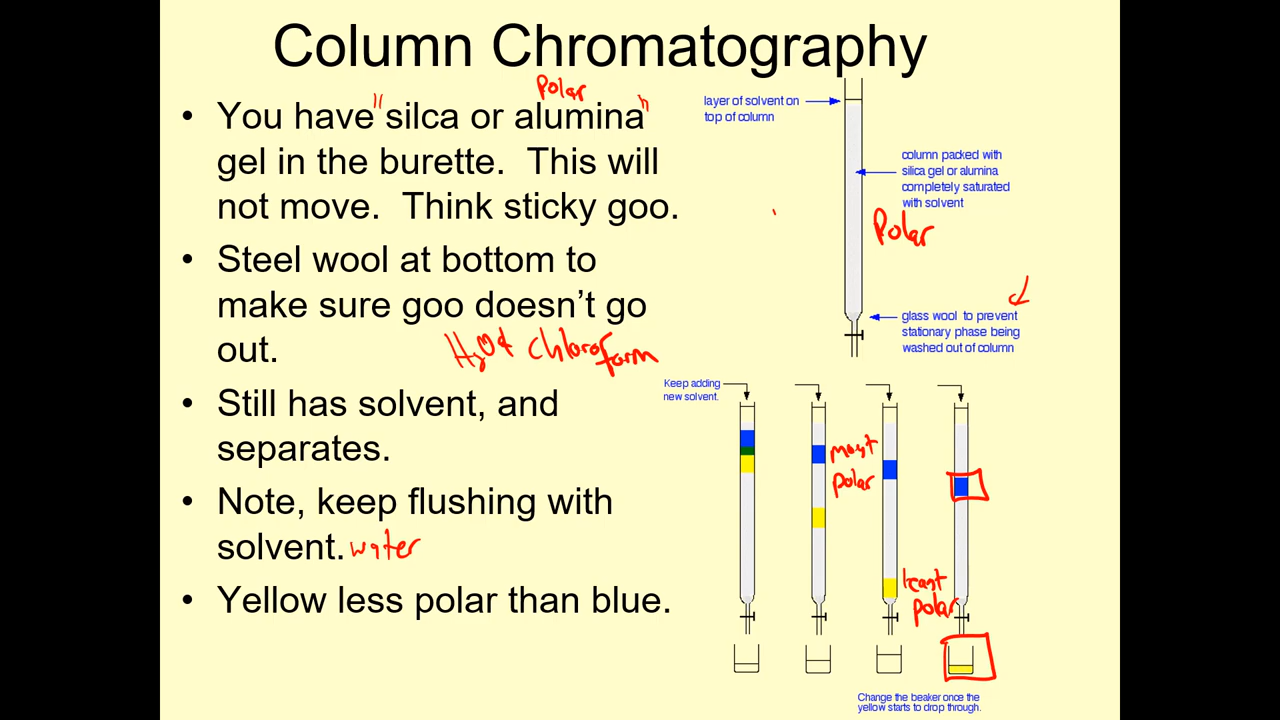 Column Chromatography
Polar
• You have "silca or alumina"
gel in the burette. This will
not move. Think sticky goo.
• Steel wool at bottom to
make sure goo doesn't go
out.
• Still has solvent, and
separates.
• Note, keep flushing with
solvent. water
• Yellow less polar than blue.
layer of solvent on
top of column
column packed with
silica gel or alumina
completely saturated
with solvent
Polar
glass wool to prevent
stationary phase being
washed out of column
chloroform
Keep adding
new solvent.
most
polar
least
polar
Change the beaker once the
yellow starts to drop through.